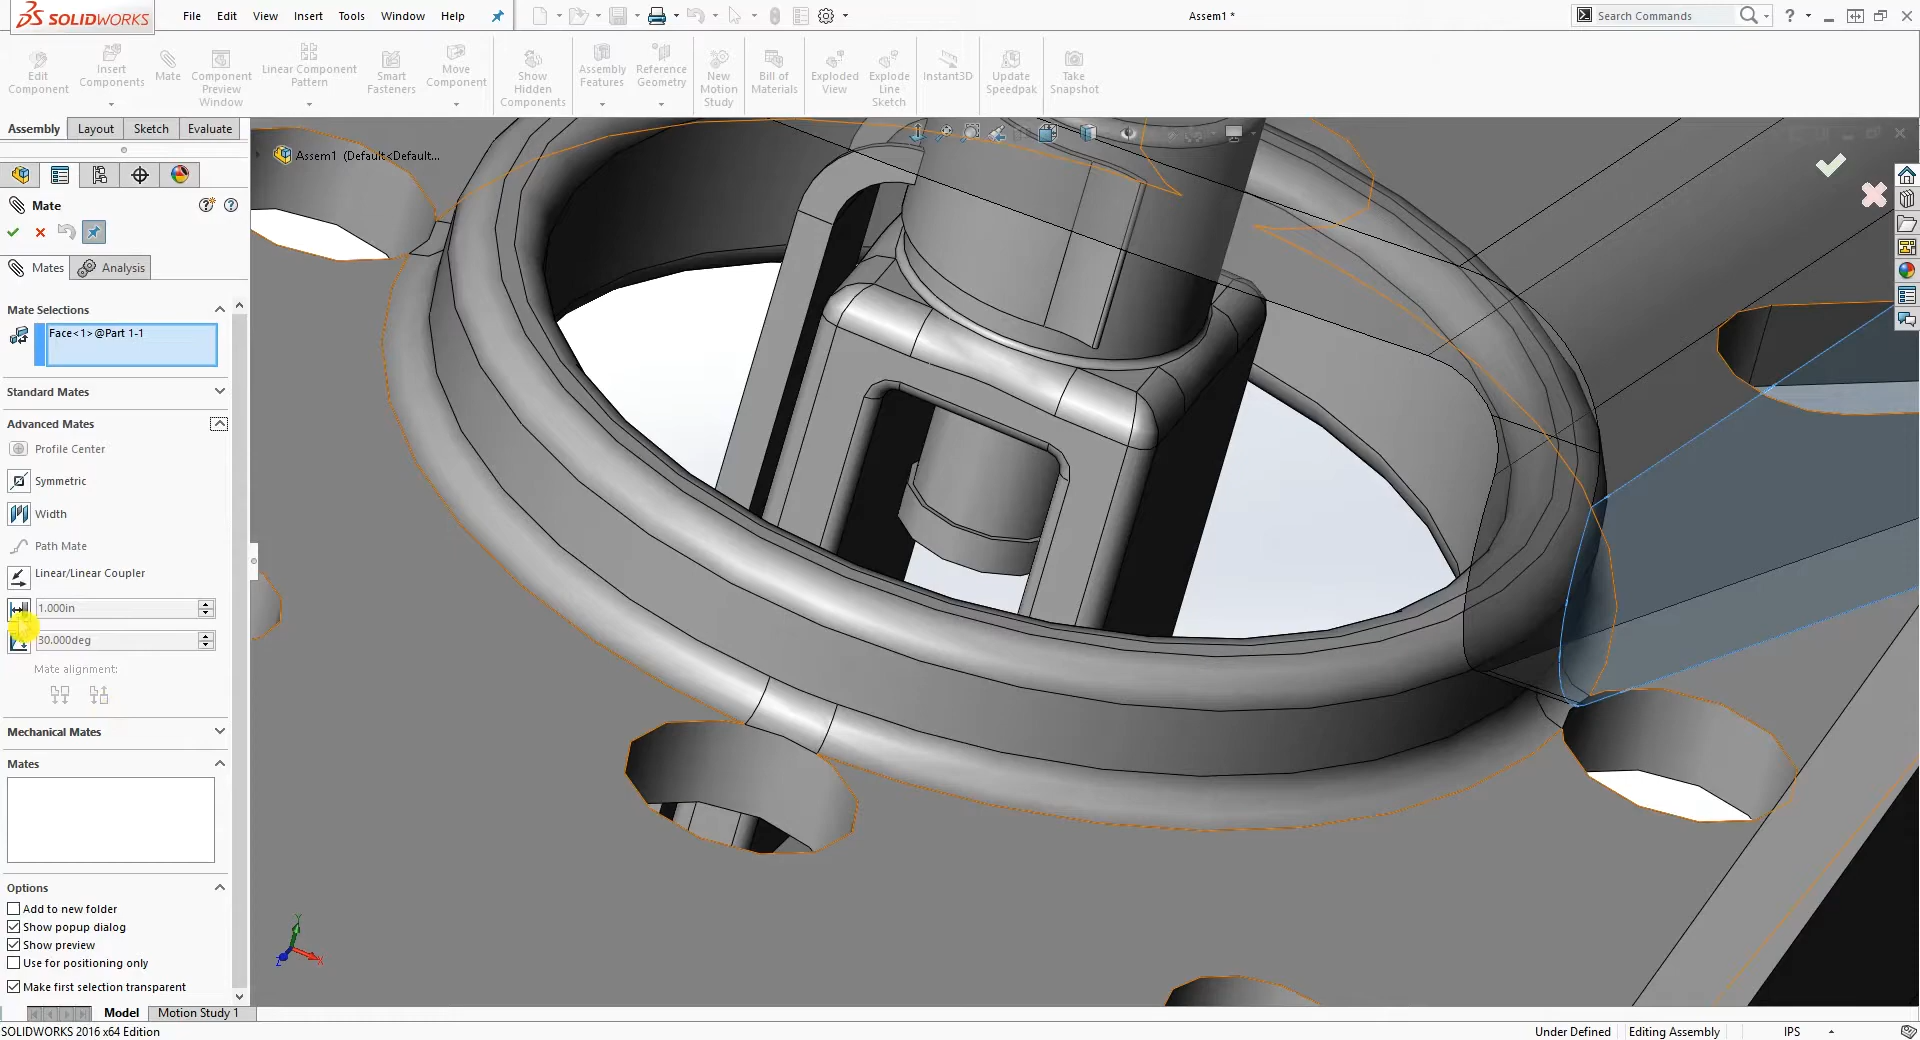 SOLIDWORKS
File Edit View Insert Tools Window Help
Assem1 *
Search Commands
Edit Component
Insert Components
Mate
Component Preview Window
Linear Component Pattern
Smart Fasteners
Move Component
Show Hidden Components
Assembly Features
Reference Geometry
New Motion Study
Bill of Materials
Exploded View
Explode Line Sketch
Instant3D
Update Speedpak
Take Snapshot
Assembly Layout Sketch Evaluate
Assem1 (Default<Default...
Mate
Mates Analysis
Mate Selections
Face<1>@Part 1-1
Standard Mates
Advanced Mates
Profile Center
Symmetric
Width
Path Mate
Linear/Linear Coupler
1.000in
30.000deg
Mate alignment:
Mechanical Mates
Mates
Options
Add to new folder
Show popup dialog
Show preview
Use for positioning only
Make first selection transparent
Y
X
Z
Model Motion Study 1
SOLIDWORKS 2016 x64 Edition
Under Defined Editing Assembly IPS